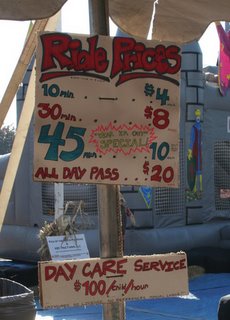 Ride Prices
10 min $4
30 min $8
45 min 10
SPECIAL!
ALL DAY PASS $20
DAY CARE SERVICE
$100/child/hour